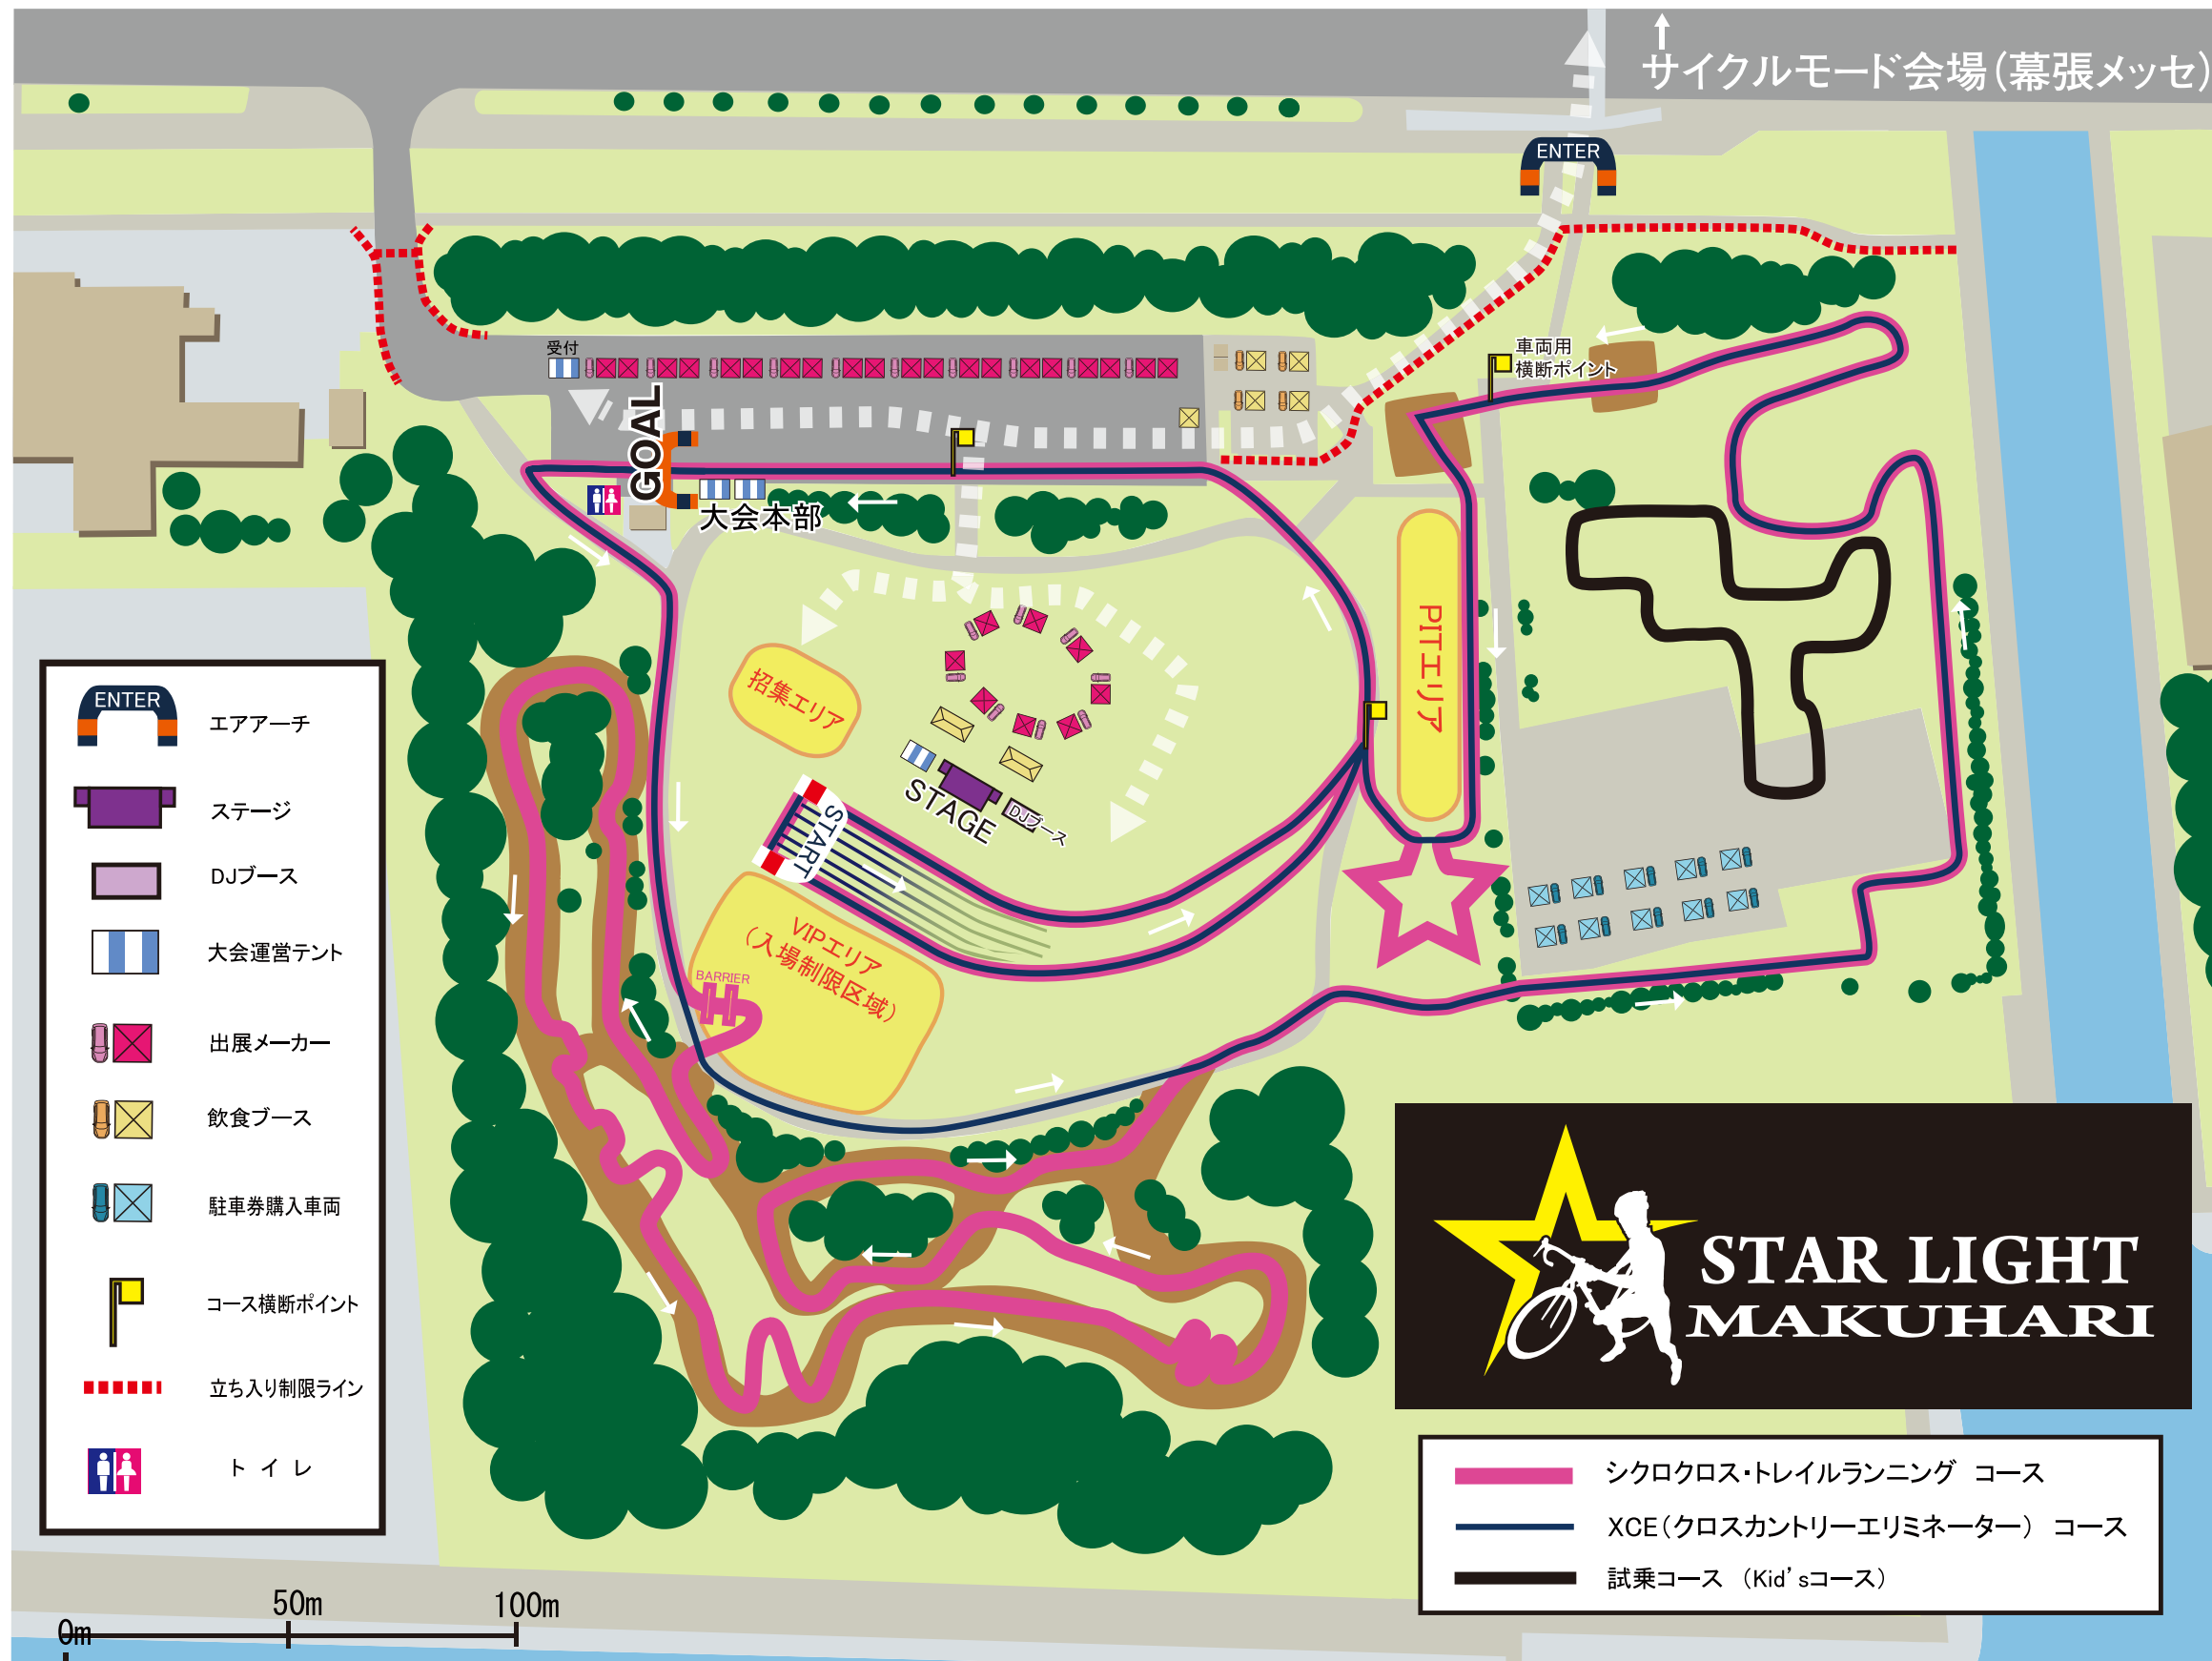 サイクルモード会場(幕張メッセ)
ENTER
車両用
横断ポイント
受付
GOAL
大会本部
PITエリア
招集エリア
STAGE
DJブース
START
VIPエリア
(入場制限区域)
BARRIER
ENTER
エアアーチ
ステージ
DJブース
大会運営テント
出展メーカー
飲食ブース
駐車券購入車両
コース横断ポイント
立ち入り制限ライン
トイレ
STAR LIGHT
MAKUHARI
シクロクロス・トレイルランニング コース
XCE(クロスカントリーエリミネーター) コース
試乗コース (Kid'sコース)
0m
50m
100m